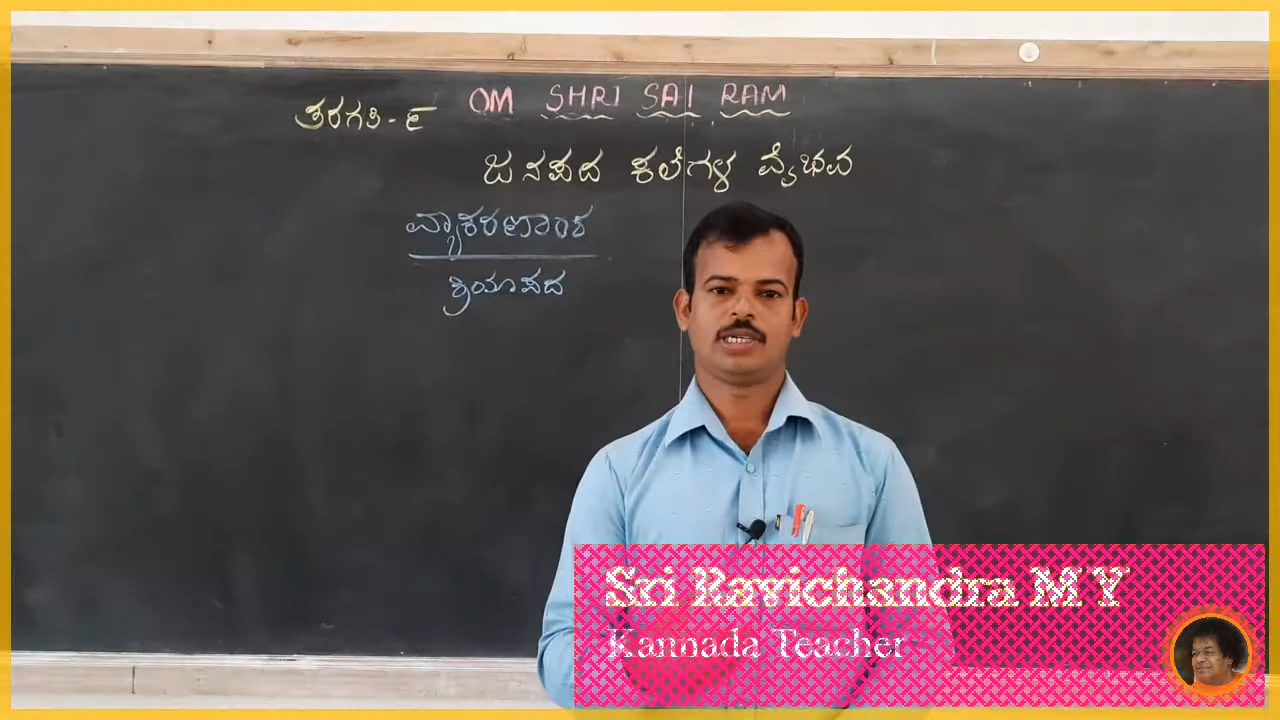 OM SHRI SAI RAM
ತರಗತಿ - ೯
ಜನಪದ ಕಲೆಗಳ ವೈಭವ
ವ್ಯಾಕರಣಾಂಶ
ಕ್ರಿಯಾಪದ
Sri Ravichandra M Y
Kannada Teacher